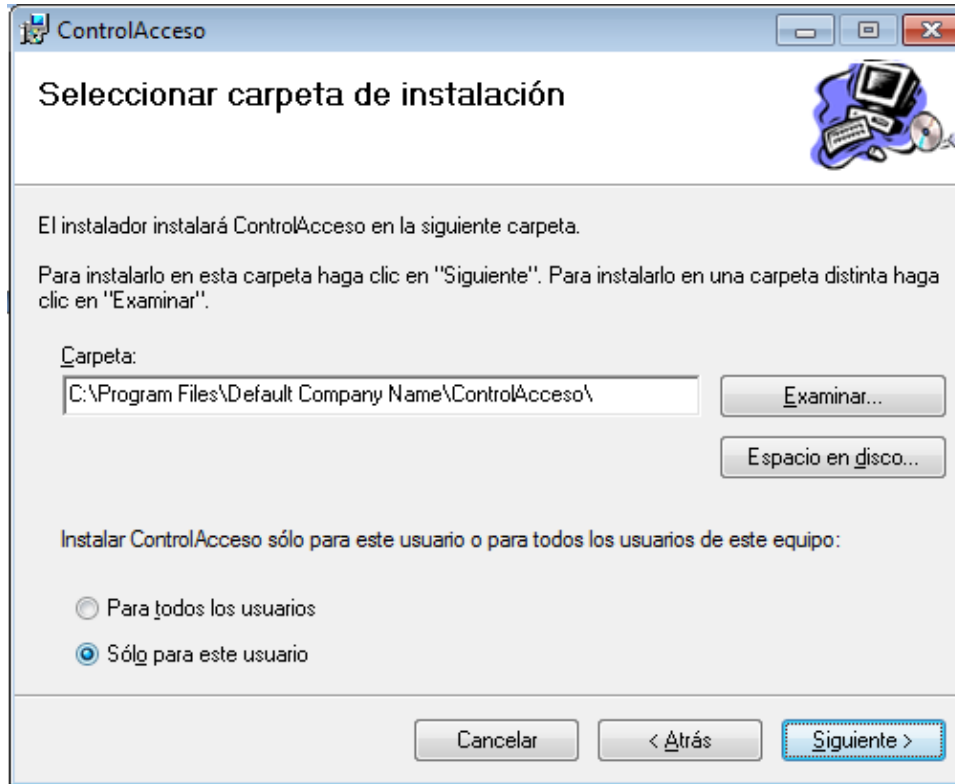 ControlAcceso
Seleccionar carpeta de instalación
El instalador instalará ControlAcceso en la siguiente carpeta.
Para instalarlo en esta carpeta haga clic en "Siguiente". Para instalarlo en una carpeta distinta haga
clic en "Examinar".
Carpeta:
C:\Program Files\Default Company Name\ControlAcceso\
Examinar...
Espacio en disco...
Instalar ControlAcceso sólo para este usuario o para todos los usuarios de este equipo:
Para todos los usuarios
Sólo para este usuario
Cancelar
< Atrás
Siguiente >